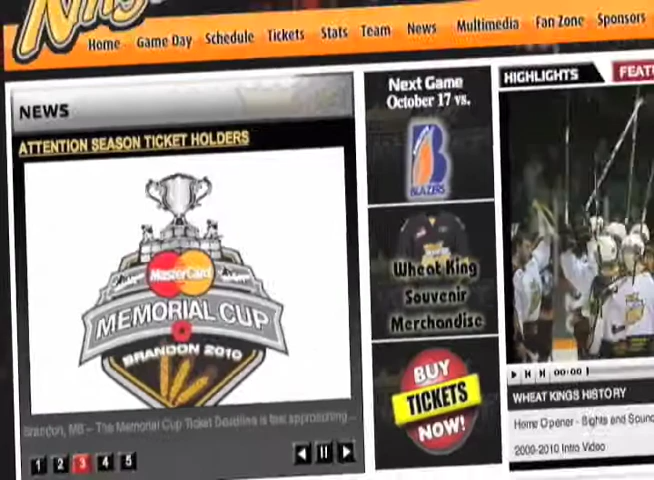 Home Game Day Schedule Tickets Stats Team News Multimedia Fan Zone Sponsors
NEWS
ATTENTION SEASON TICKET HOLDERS
MasterCard
MEMORIAL CUP
BRANDON 2010
Brandon, MB – The Memorial Cup Ticket Deadline is fast approaching...
1 2 3 4 5
Next Game
October 17 vs.
B
BLAZERS
Wheat King
Souvenir
Merchandise
BUY
TICKETS
NOW!
HIGHLIGHTS
00:00
WHEAT KINGS HISTORY
Home Opener - Sights and
2009-2010 Intro Video